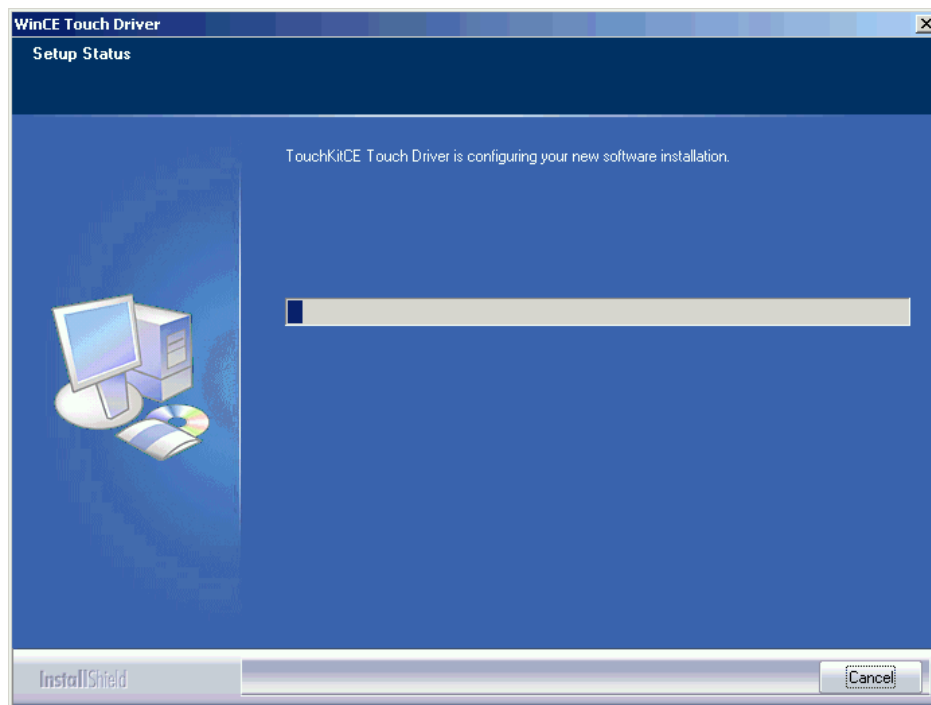 WinCE Touch Driver
Setup Status
TouchKitCE Touch Driver is configuring your new software installation.
InstallShield
Cancel